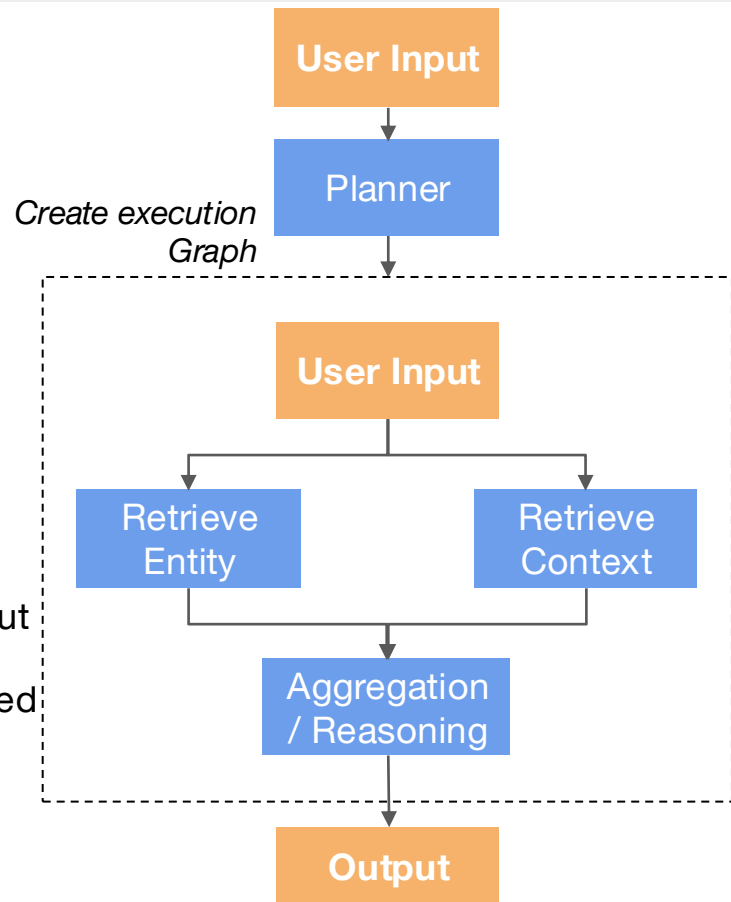 User Input
Planner
Create execution
Graph
User Input
Retrieve
Entity
Retrieve
Context
Aggregation
/ Reasoning
Output